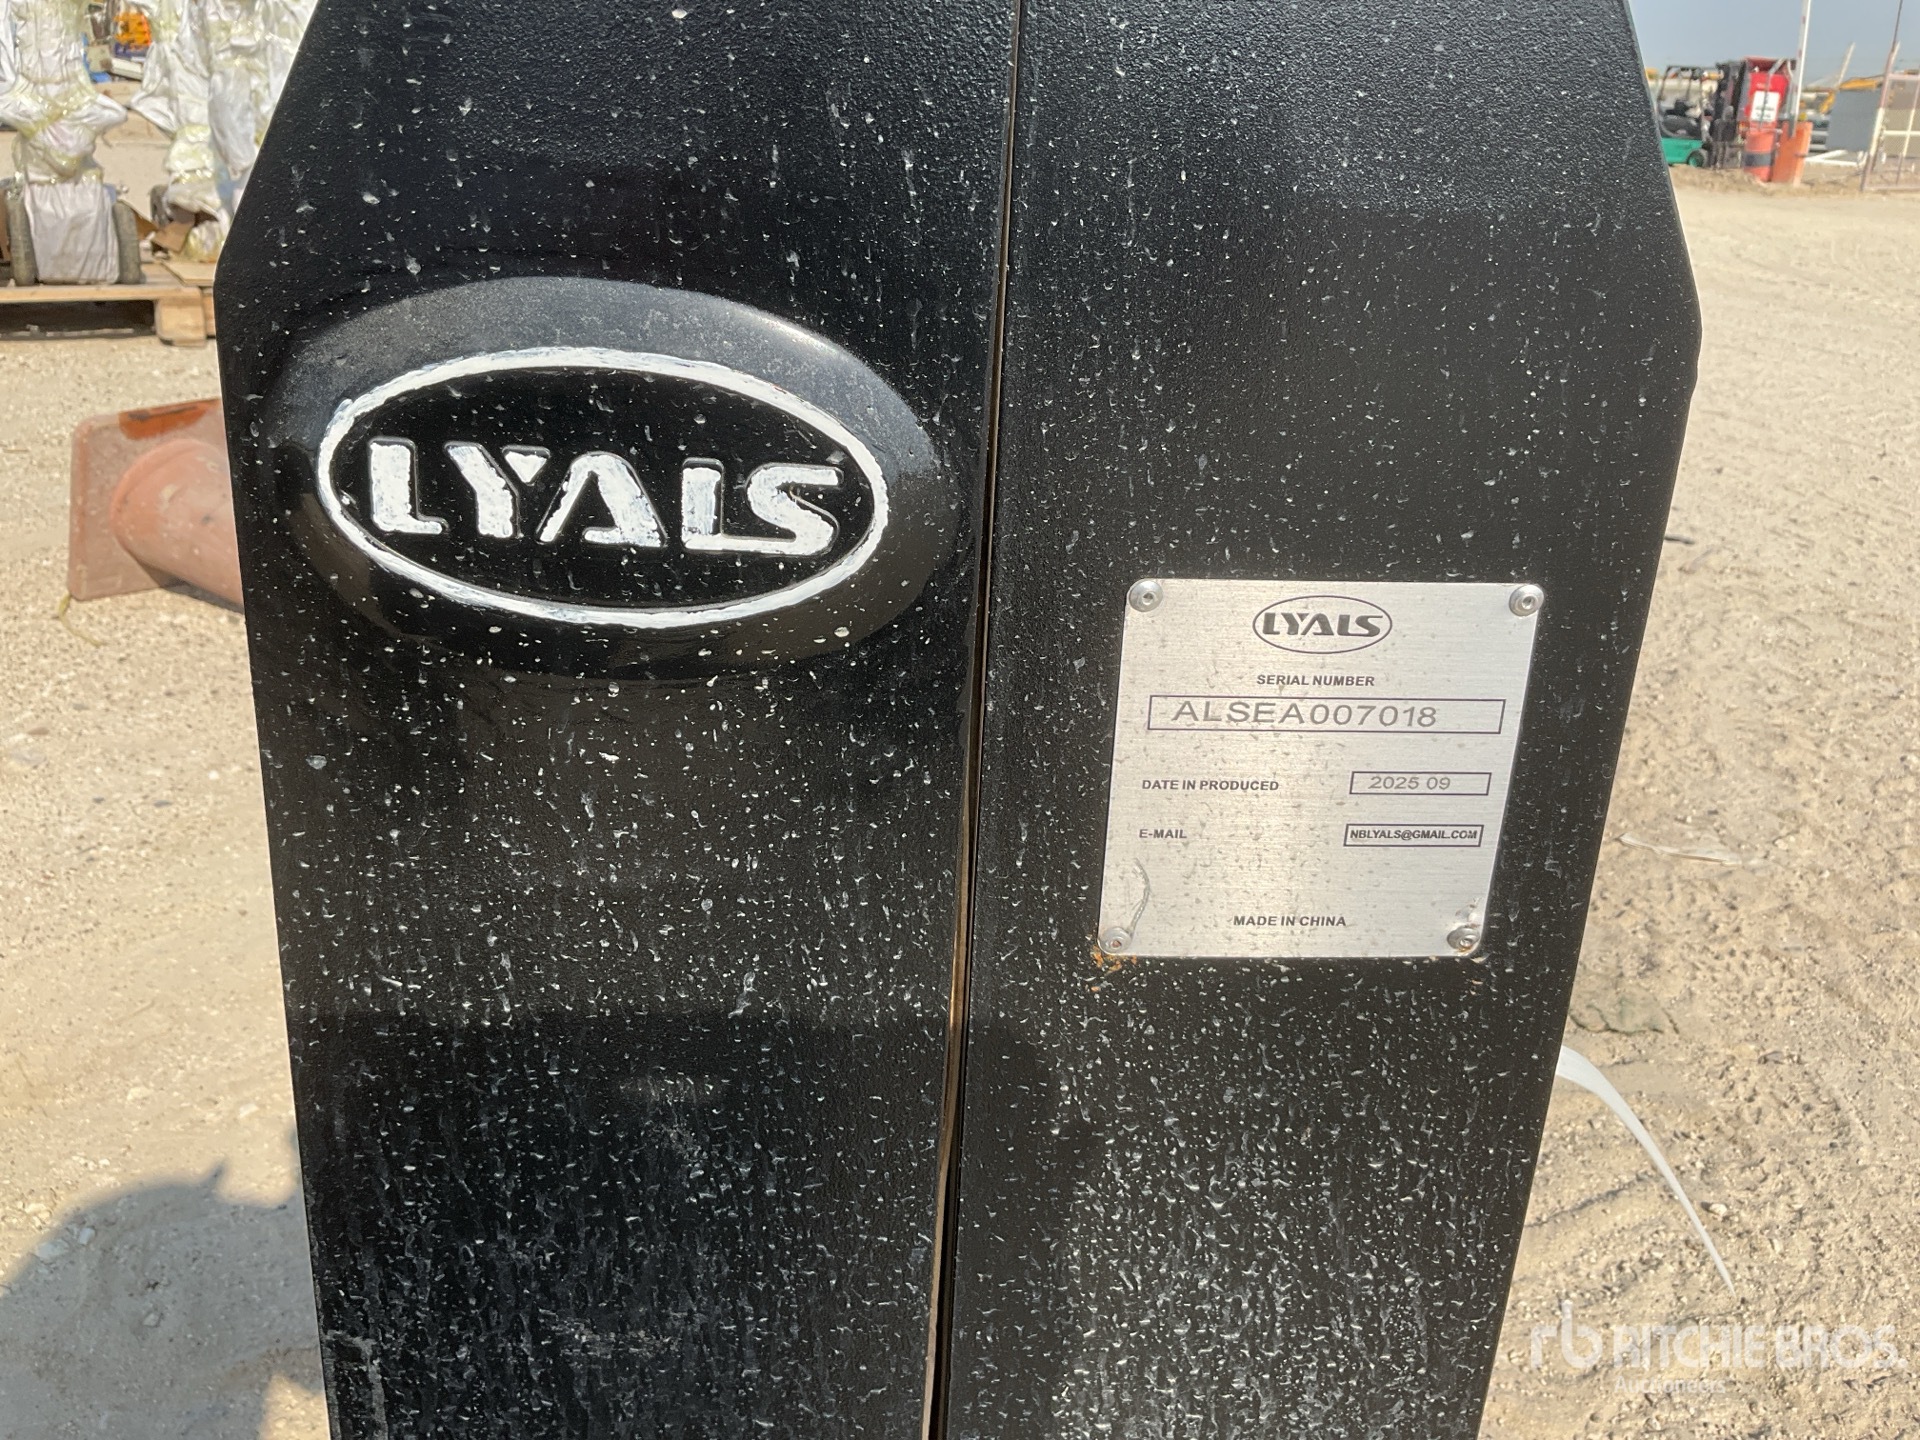 LYALS
LYALS
SERIAL NUMBER
ALSEA007018
DATE IN PRODUCED 2025 09
E-MAIL NBLYALS@GMAIL.COM
MADE IN CHINA
rb RITCHIE BROS.
Auctioneers